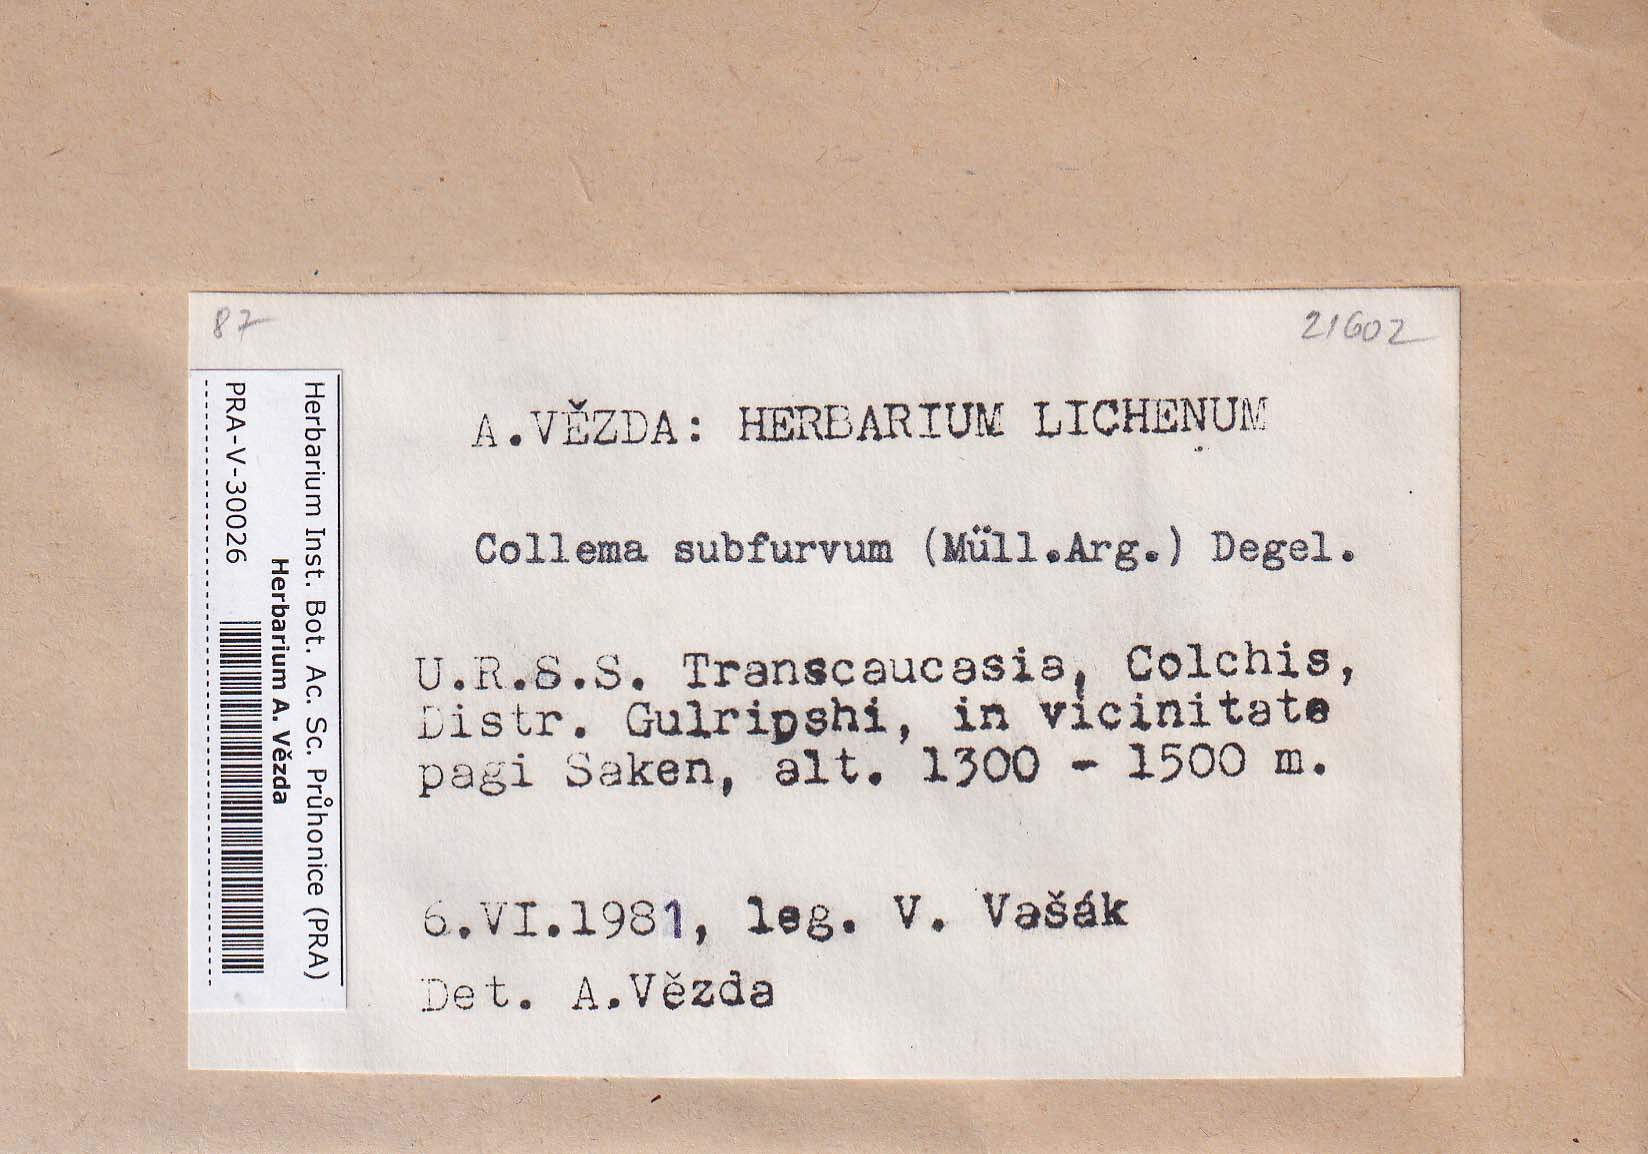 87
21602
A.VĚZDA: HERBARIUM LICHENUM
Collema subfurvum (Müll.Arg.) Degel.
U.R.S.S. Transcaucasia, Colchis,
Distr. Gulripshi, in vicinitate
pagi Saken, alt. 1300 - 1500 m.
6.VI.1981, leg. V. Vašák
Det. A.Vězda
Herbarium Inst. Bot. Ac. Sc. Průhonice (PRA)
Herbarium A. Vězda
PRA-V-30026